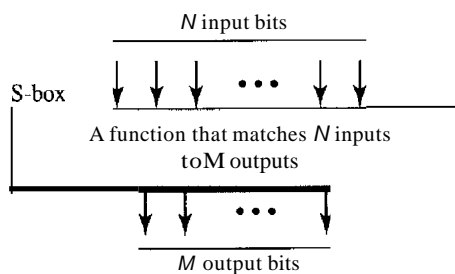 N input bits
S-box
A function that matches N inputs
toM outputs
M output bits